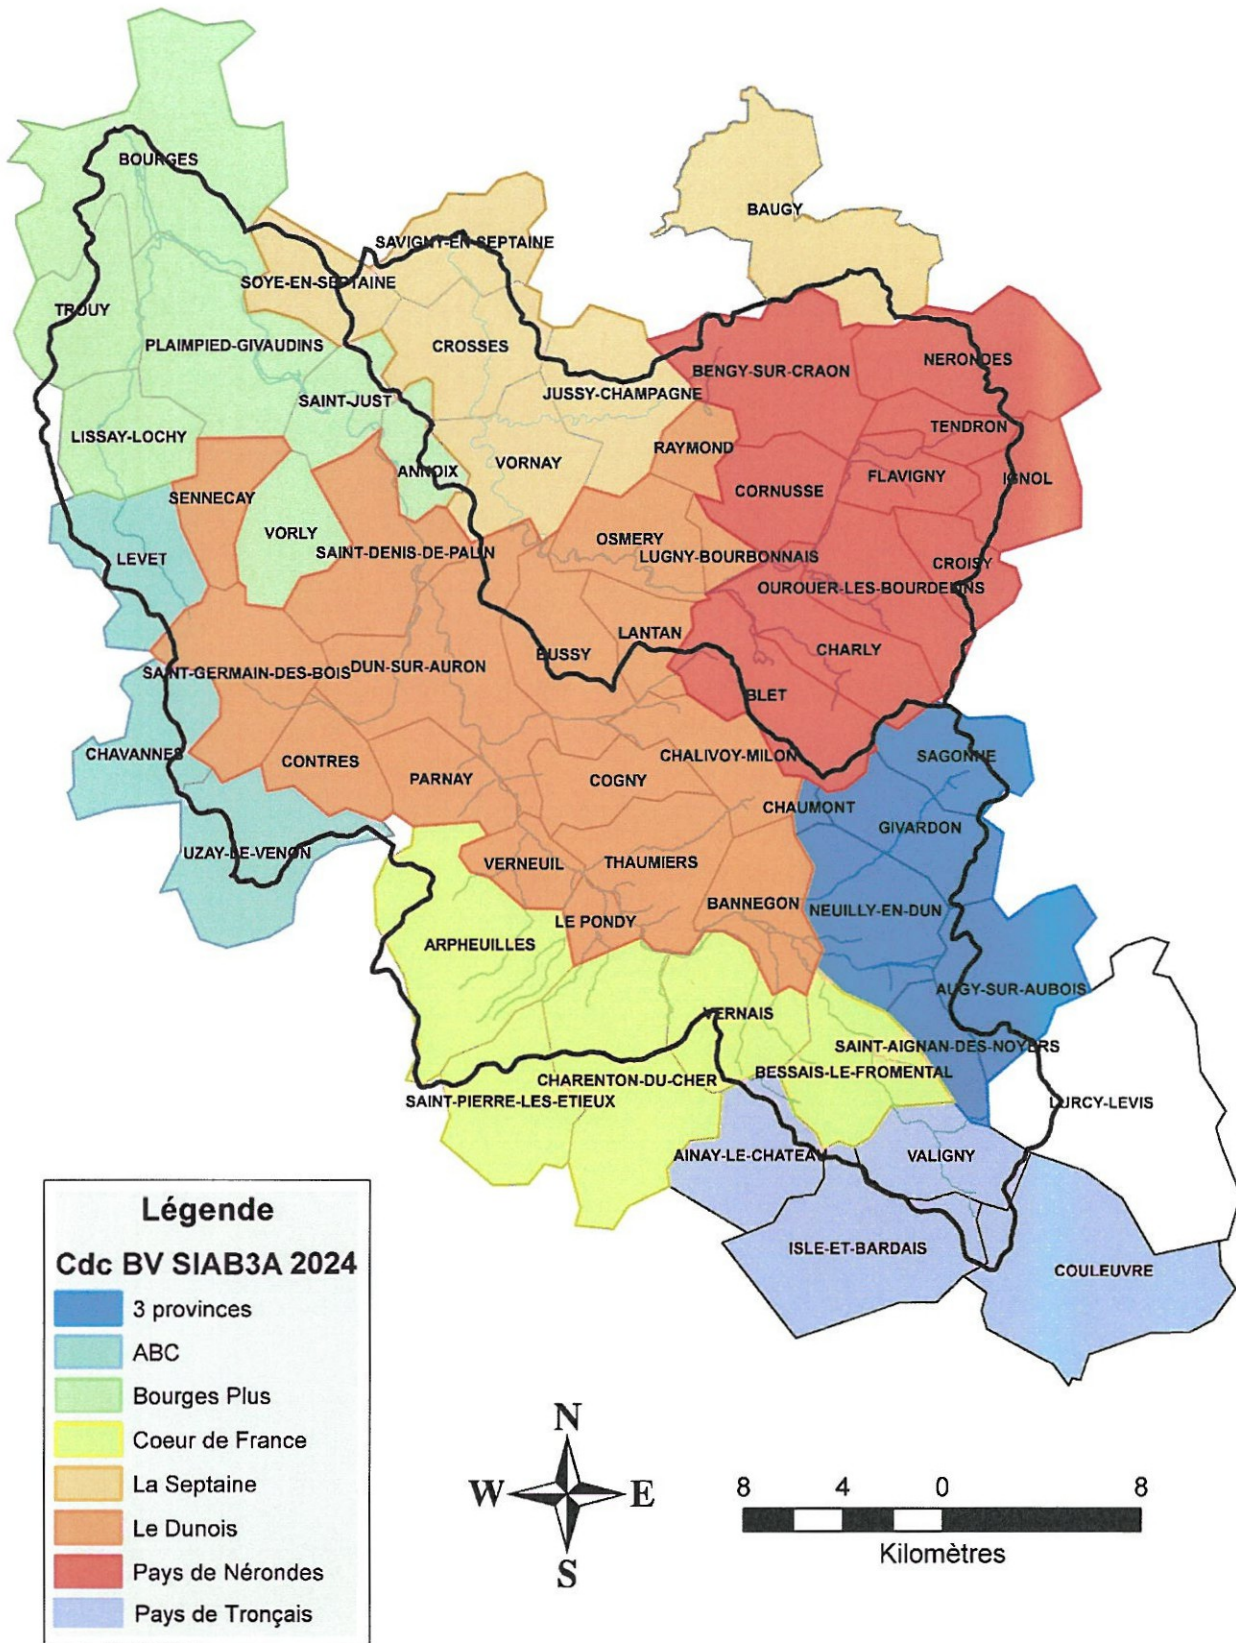 BOURGES
BAUGY
SAVIGNY-EN-SEPTAINE
SOYE-EN-SEPTAINE
TROUY
PLAIMPIED-GIVAUDINS
CROSSES
NERONDES
BENGY-SUR-CRAON
JUSSY-CHAMPAGNE
SAINT-JUST
TENDRON
LISSAY-LOCHY
RAYMOND
VORNAY
ANNOIX
FLAVIGNY
IGNOL
CORNUSSE
SENNECAY
VORLY
OSMERY
SAINT-DENIS-DE-PALIN
LUGNY-BOURBONNAIS
LEVET
CROISY
OUROUER-LES-BOURDELINS
LANTAN
CHARLY
BUSSY
DUN-SUR-AURON
SAINT-GERMAIN-DES-BOIS
BLET
CHAVANNES
CHALIVOY-MILON
SAGONNE
CONTRES
PARNAY
COGNY
CHAUMONT
GIVARDON
UZAY-LE-VENON
VERNEUIL
THAUMIERS
BANNEGON
NEUILLY-EN-DUN
LE PONDY
ARPHEUILLES
AUGY-SUR-AUBOIS
VERNAIS
SAINT-AIGNAN-DES-NOYERS
BESSAIS-LE-FROMENTAL
CHARENTON-DU-CHER
SAINT-PIERRE-LES-ETIEUX
LURCY-LEVIS
AINAY-LE-CHATEAU
VALIGNY
ISLE-ET-BARDAIS
COULEUVRE
Légende
Cdc BV SIAB3A 2024
3 provinces
ABC
Bourges Plus
Coeur de France
La Septaine
Le Dunois
Pays de Nérondes
Pays de Tronçais
N
W E
S
8 4 0 8
Kilomètres